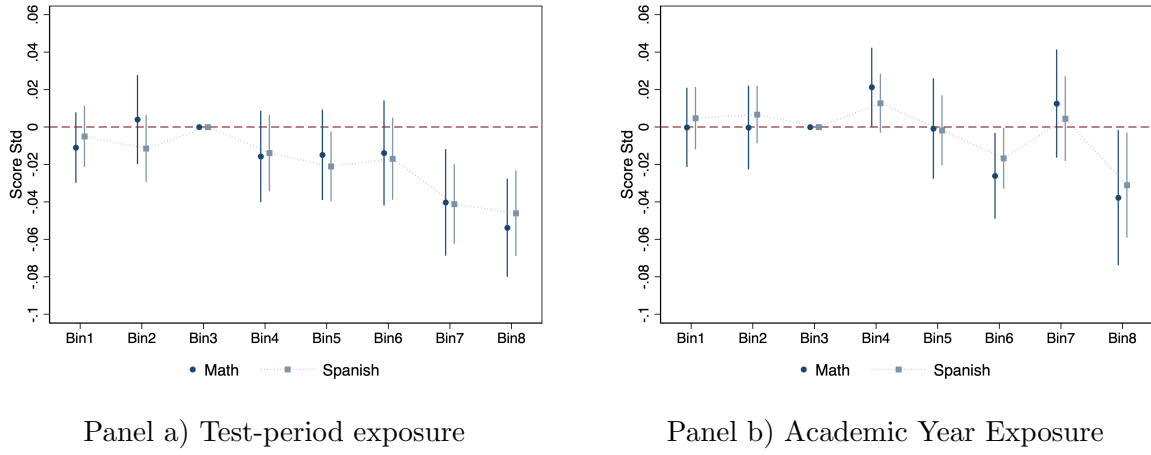 .06
.04
.02
0
-.02
-.04
-.06
-.08
-.1
Score Std
Bin1 Bin2 Bin3 Bin4 Bin5 Bin6 Bin7 Bin8
Math Spanish
Panel a) Test-period exposure
.06
.04
.02
0
-.02
-.04
-.06
-.08
-.1
Score Std
Bin1 Bin2 Bin3 Bin4 Bin5 Bin6 Bin7 Bin8
Math Spanish
Panel b) Academic Year Exposure